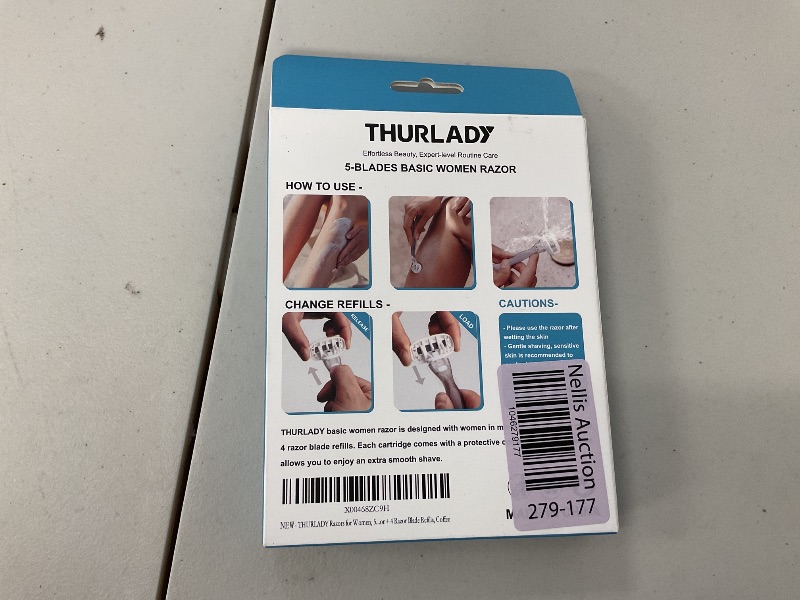 THURLADY
Effortless Beauty, Expert-level Routine Care
5-BLADES BASIC WOMEN RAZOR
HOW TO USE -
CHANGE REFILLS -
RELEASE
LOAD
CAUTIONS-
- Please use the razor after
wetting the skin
- Gentle shaving, sensitive
skin is recommended to
THURLADY basic women razor is designed with women in m
4 razor blade refills. Each cartridge comes with a protective
allows you to enjoy an extra smooth shave.
X00468ZC9H
NEW - THURLADY Razors for Women, 5...or + 4 Razor Blade Refills, Coffee
Nellis Auction
1046279177
279-177
M